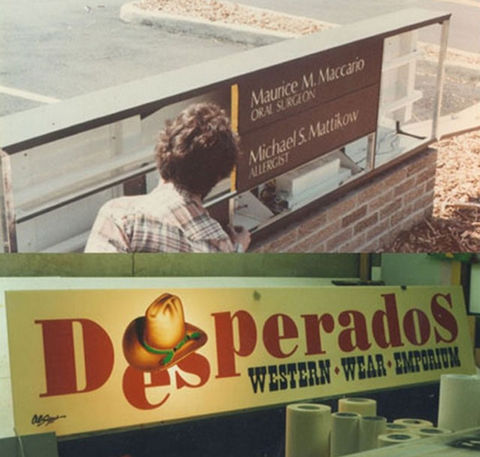 Maurice M. Maccario
ORAL SURGEON
Michael S. Mattikow
ALLERGIST
DesperadoS
WESTERN • WEAR • EMPORIUM